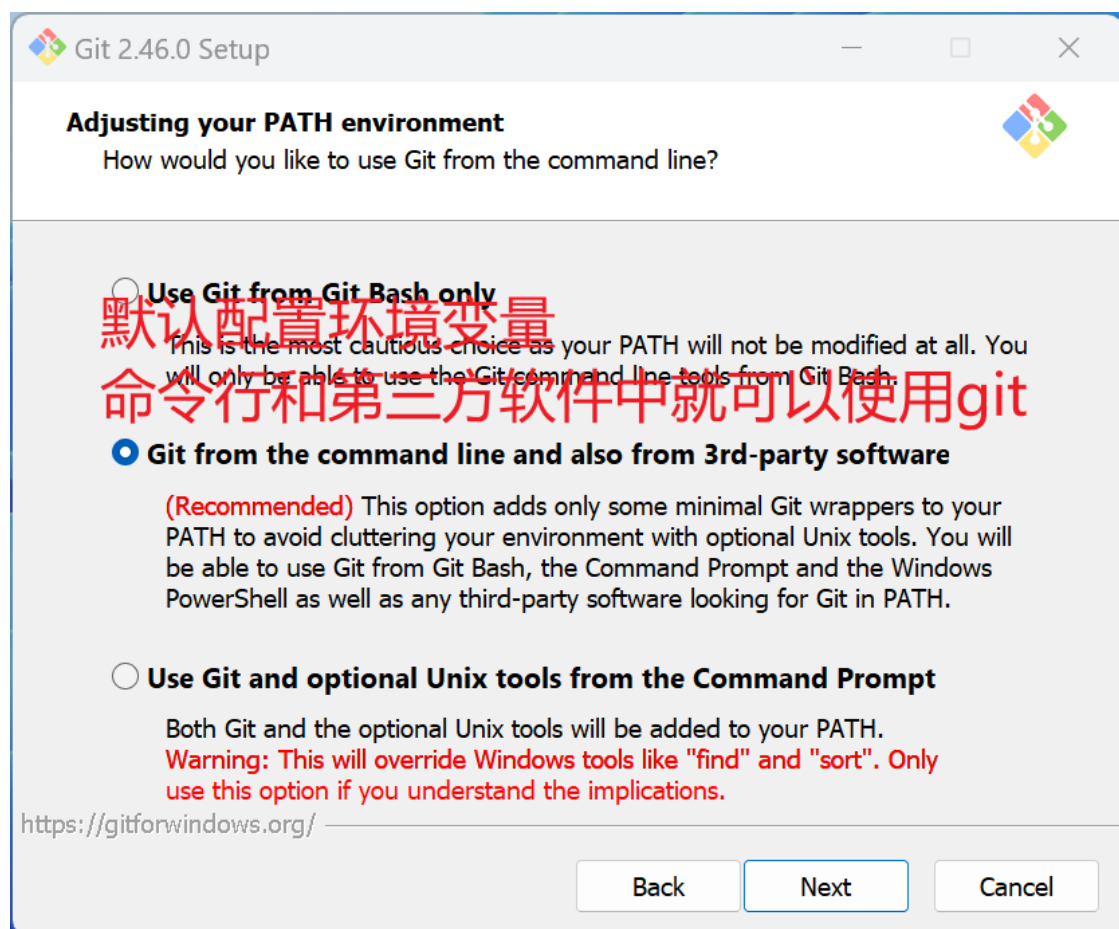 Git 2.46.0 Setup
Adjusting your PATH environment
How would you like to use Git from the command line?
Use Git from Git Bash only
默认配置环境变量
This is the most cautious choice as your PATH will not be modified at all. You
will only be able to use the Git command line tools from Git Bash.
命令行和第三方软件中就可以使用git
Git from the command line and also from 3rd-party software
(Recommended) This option adds only some minimal Git wrappers to your
PATH to avoid cluttering your environment with optional Unix tools. You will
be able to use Git from Git Bash, the Command Prompt and the Windows
PowerShell as well as any third-party software looking for Git in PATH.
Use Git and optional Unix tools from the Command Prompt
Both Git and the optional Unix tools will be added to your PATH.
Warning: This will override Windows tools like "find" and "sort". Only
use this option if you understand the implications.
https://gitforwindows.org/
Back
Next
Cancel